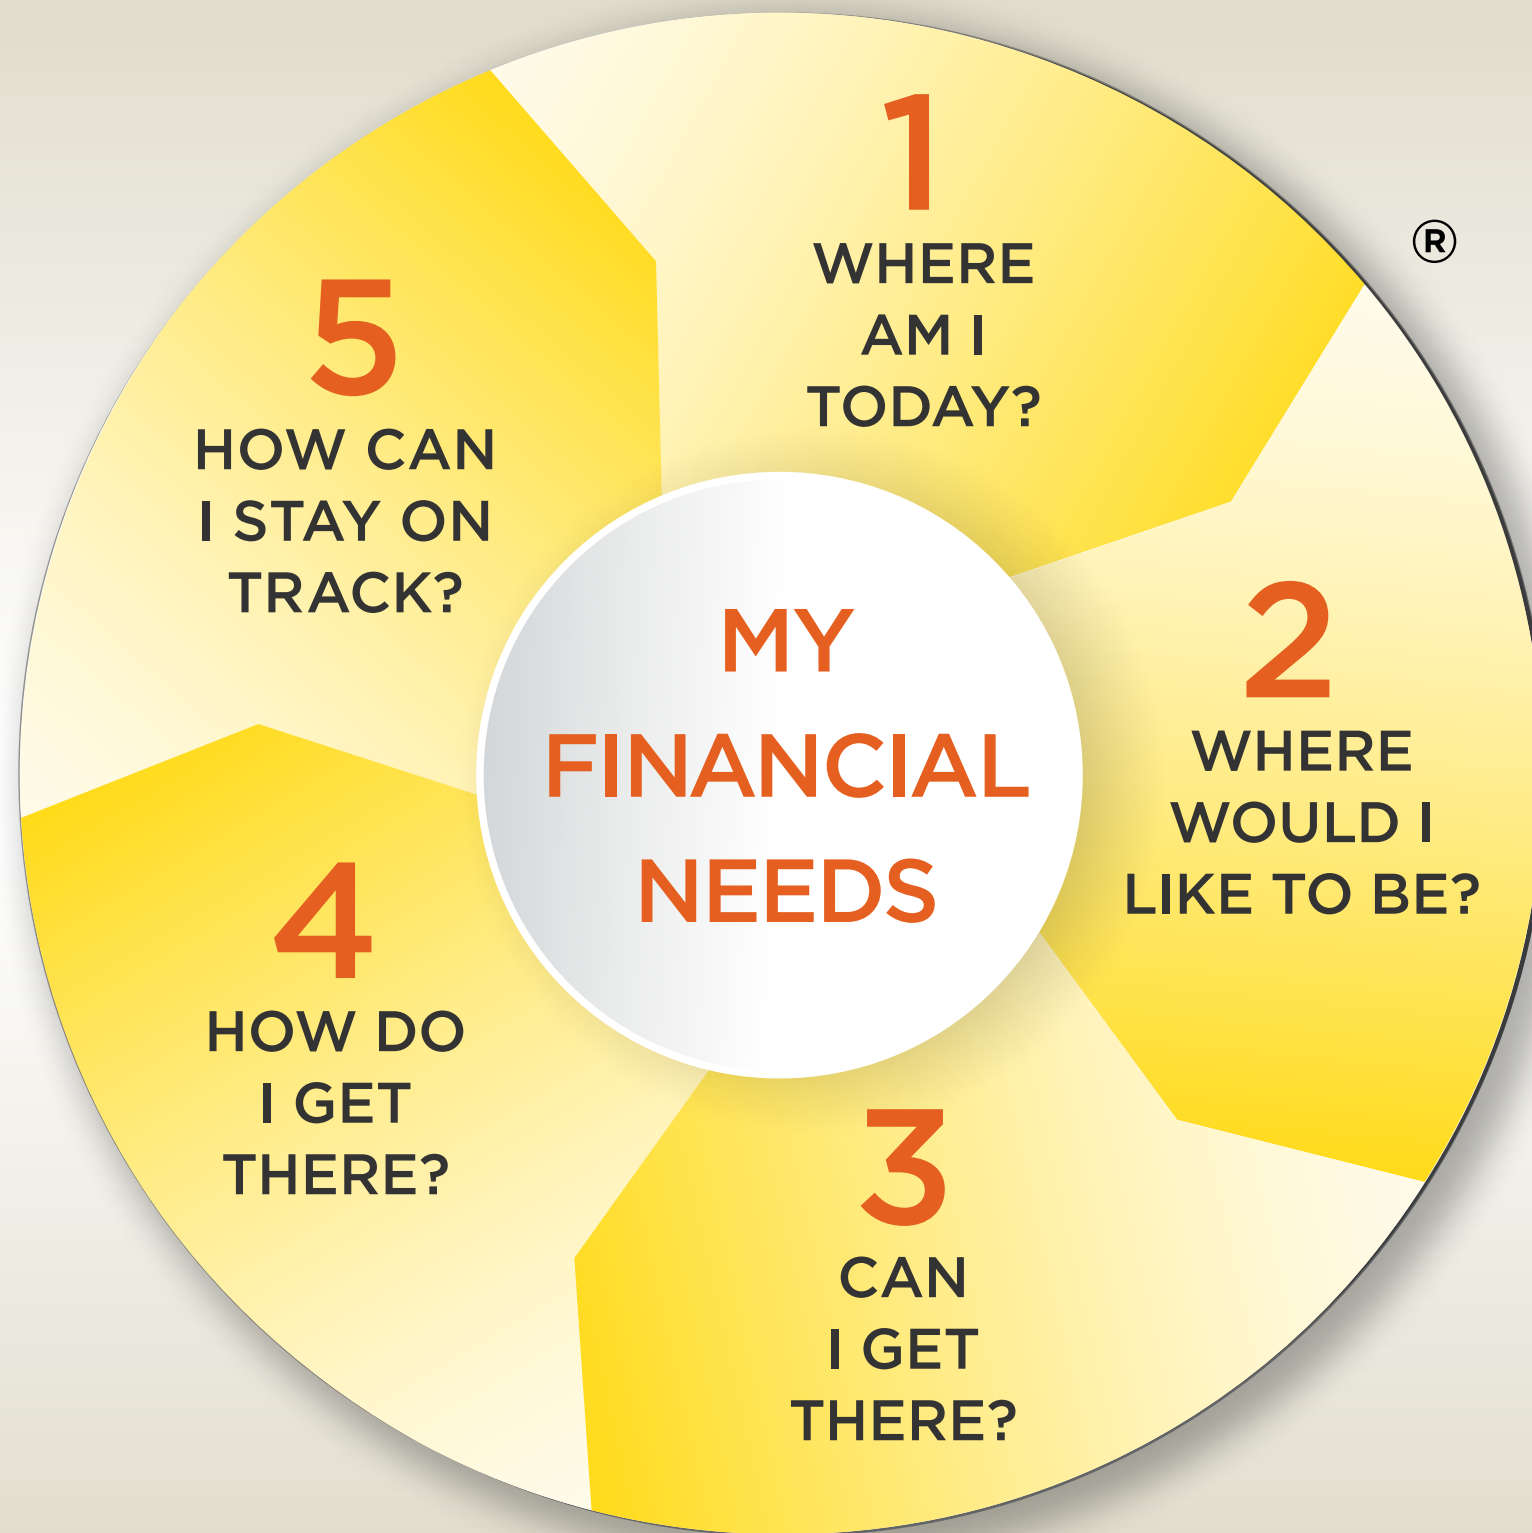 1
WHERE
AM I
TODAY?
®
2
WHERE
WOULD I
LIKE TO BE?
3
CAN
I GET
THERE?
4
HOW DO
I GET
THERE?
5
HOW CAN
I STAY ON
TRACK?
MY
FINANCIAL
NEEDS